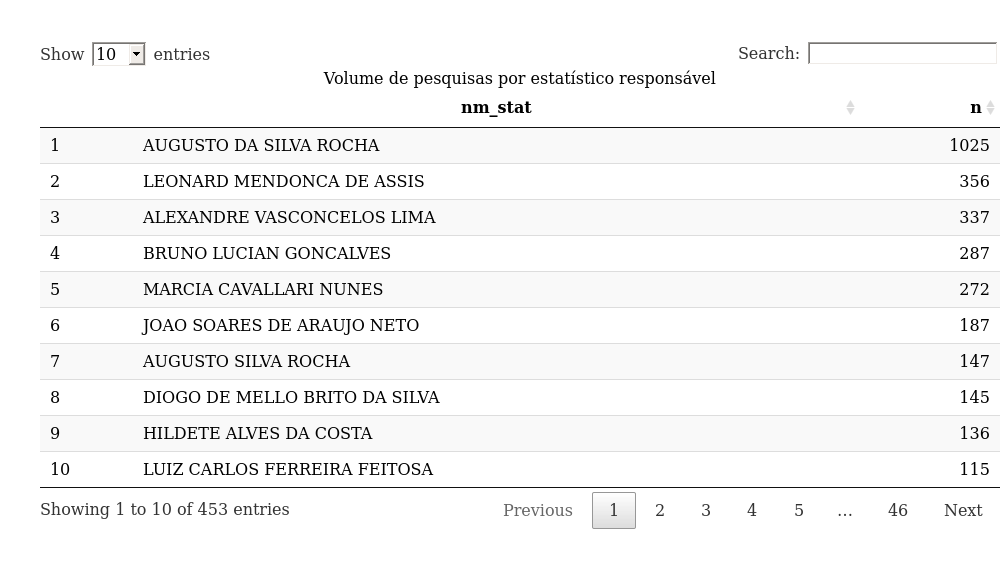 Show 10 entries Search:
Volume de pesquisas por estatístico responsável
nm_stat n
1 AUGUSTO DA SILVA ROCHA 1025
2 LEONARD MENDONCA DE ASSIS 356
3 ALEXANDRE VASCONCELOS LIMA 337
4 BRUNO LUCIAN GONCALVES 287
5 MARCIA CAVALLARI NUNES 272
6 JOAO SOARES DE ARAUJO NETO 187
7 AUGUSTO SILVA ROCHA 147
8 DIOGO DE MELLO BRITO DA SILVA 145
9 HILDETE ALVES DA COSTA 136
10 LUIZ CARLOS FERREIRA FEITOSA 115
Showing 1 to 10 of 453 entries Previous 1 2 3 4 5 … 46 Next